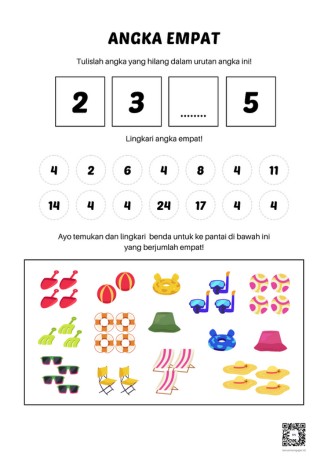 ANGKA EMPAT
Tulislah angka yang hilang dalam urutan angka ini!
2 3 ........ 5
Lingkari angka empat!
4 2 6 4 8 4 11
14 4 4 24 17 4 4
Ayo temukan dan lingkari benda untuk ke pantai di bawah ini
yang berjumlah empat!